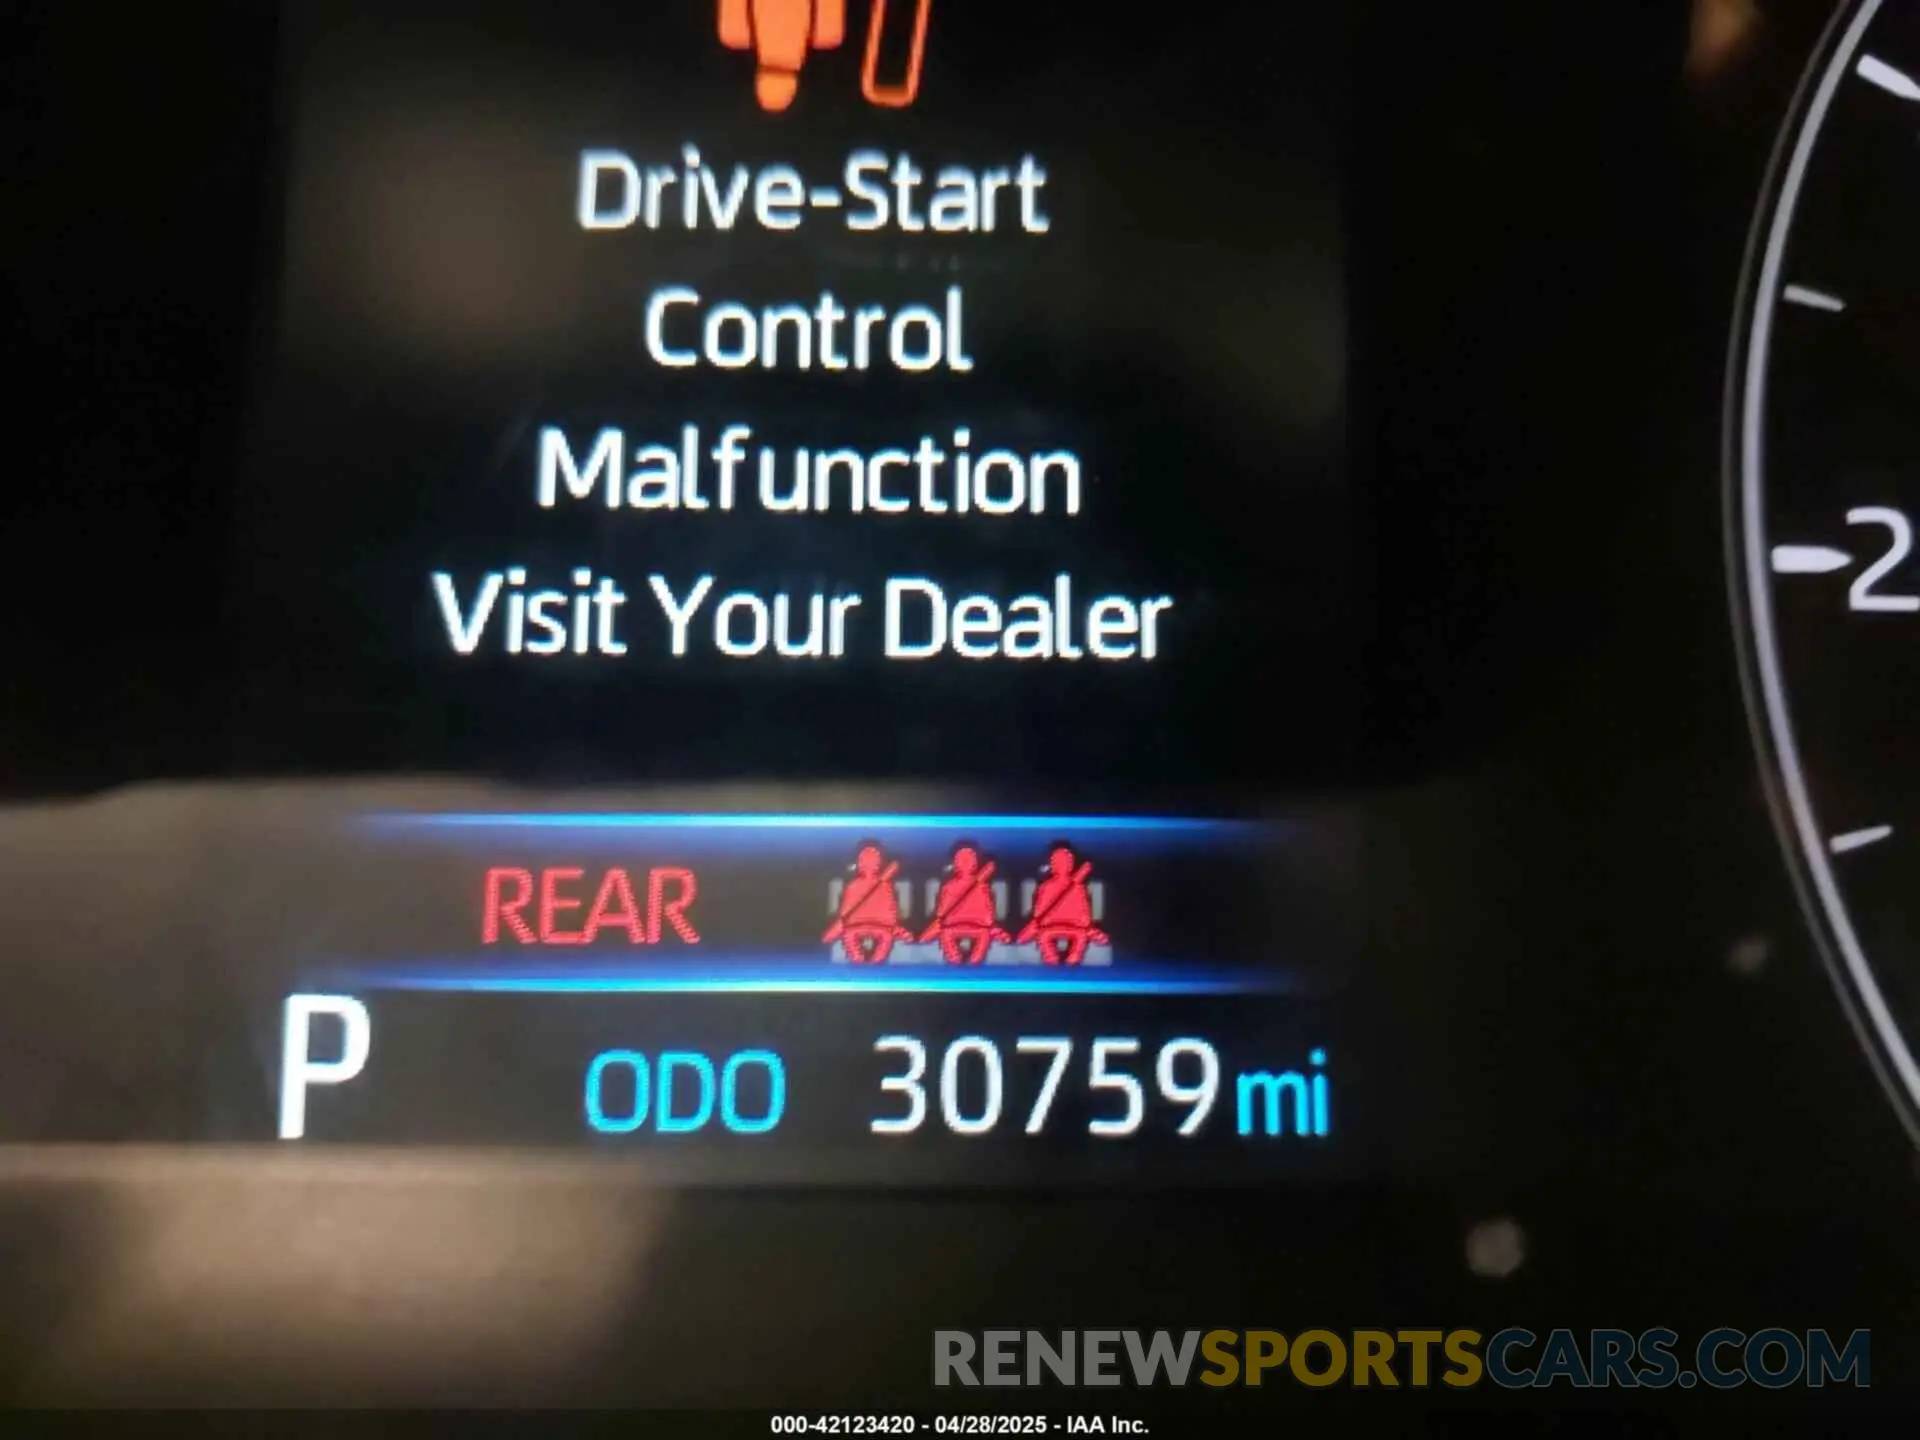 Drive-Start
Control
Malfunction
Visit Your Dealer
2
REAR
P ODO 30759 mi
RENEWSPORTSCARS.COM
000-42123420 - 04/28/2025 - IAA Inc.